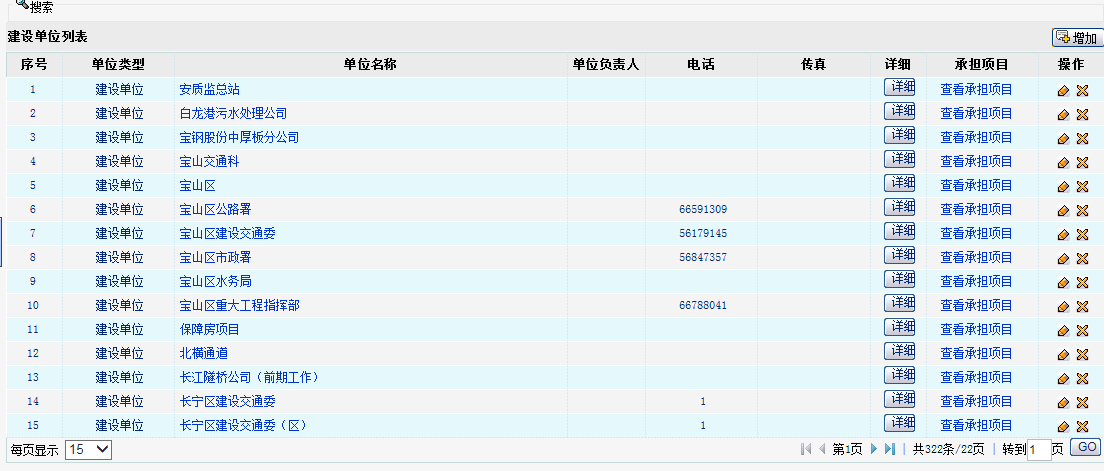 搜索
建设单位列表 增加
序号 单位类型 单位名称 单位负责人 电话 传真 详细 承担项目 操作
1 建设单位 安质监总站 详细 查看承担项目
2 建设单位 白龙港污水处理公司 详细 查看承担项目
3 建设单位 宝钢股份中厚板分公司 详细 查看承担项目
4 建设单位 宝山交通科 详细 查看承担项目
5 建设单位 宝山区 详细 查看承担项目
6 建设单位 宝山区公路署 66591309 详细 查看承担项目
7 建设单位 宝山区建设交通委 56179145 详细 查看承担项目
8 建设单位 宝山区市政署 56847357 详细 查看承担项目
9 建设单位 宝山区水务局 详细 查看承担项目
10 建设单位 宝山区重大工程指挥部 66788041 详细 查看承担项目
11 建设单位 保障房项目 详细 查看承担项目
12 建设单位 北横通道 详细 查看承担项目
13 建设单位 长江隧桥公司（前期工作） 详细 查看承担项目
14 建设单位 长宁区建设交通委 1 详细 查看承担项目
15 建设单位 长宁区建设交通委（区） 1 详细 查看承担项目
每页显示 15 第1页 共322条/22页 转到 1 页 GO